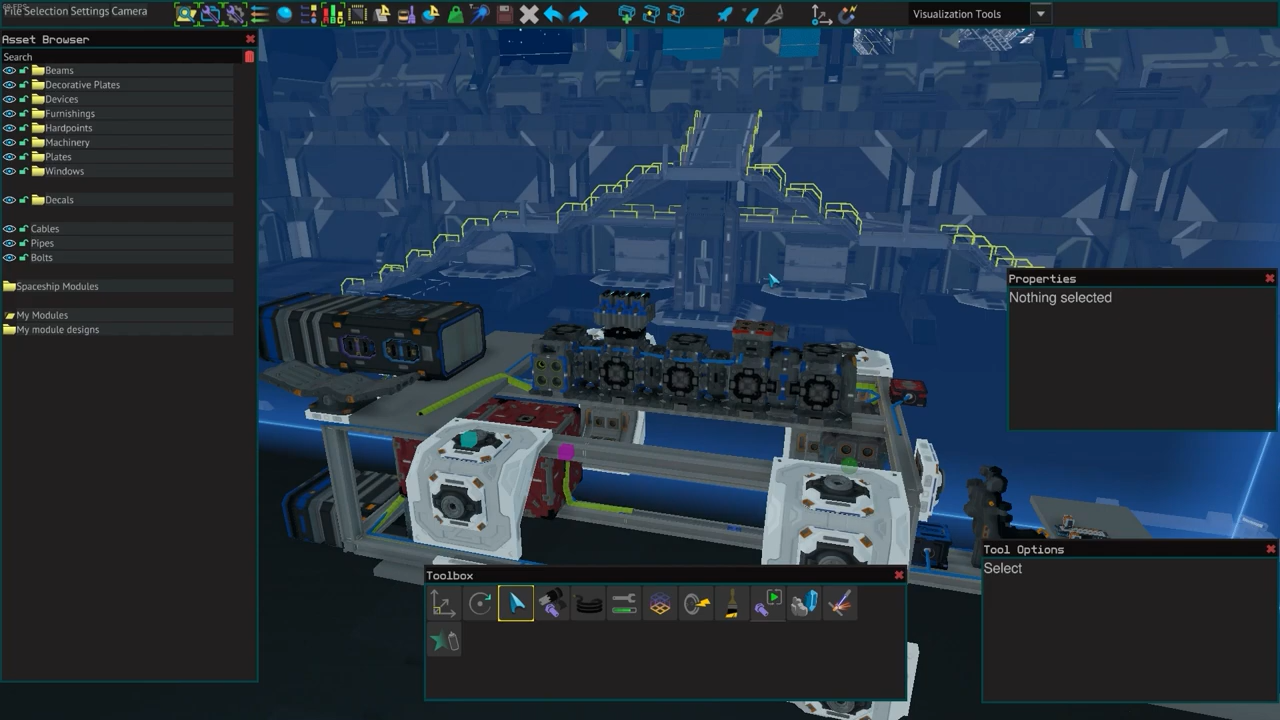 File Selection Settings Camera
Visualization Tools
Asset Browser
Search
Beams
Decorative Plates
Devices
Furnishings
Hardpoints
Machinery
Plates
Windows
Decals
Cables
Pipes
Bolts
Spaceship Modules
My Modules
My module designs
Properties
Nothing selected
Toolbox
Tool Options
Select